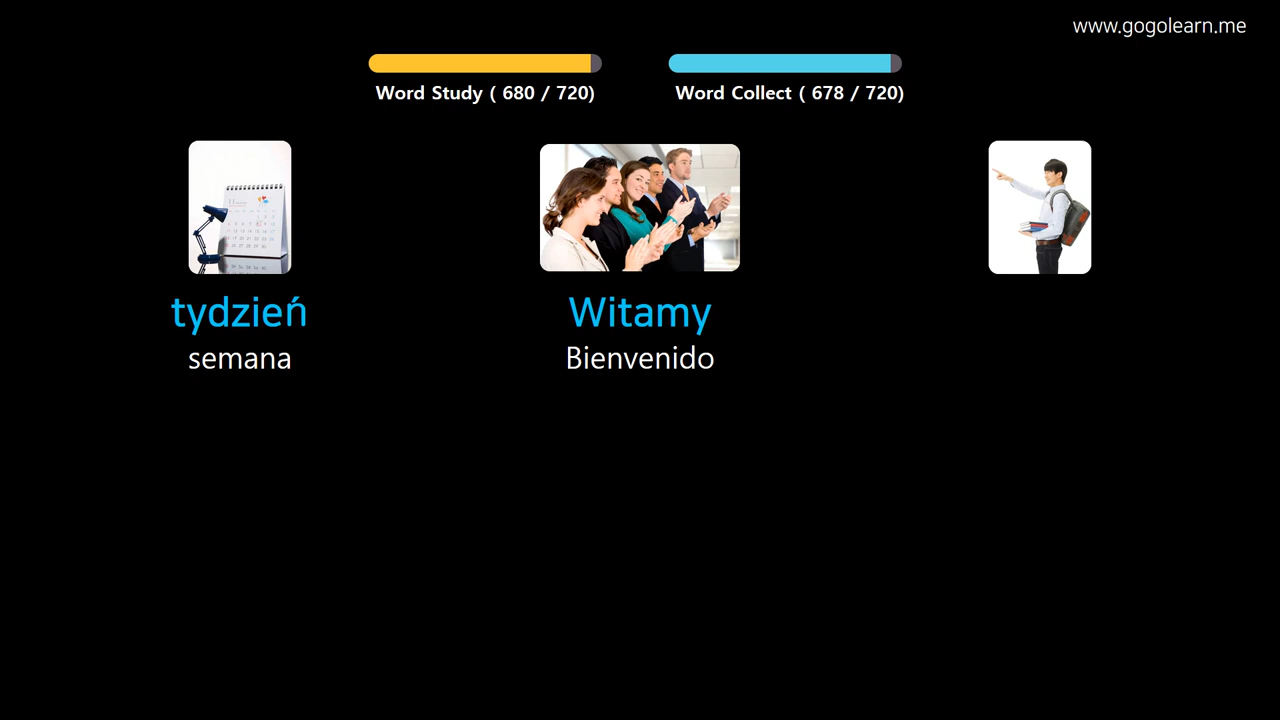 www.gogolearn.me
Word Study ( 680 / 720)
Word Collect ( 678 / 720)
tydzień
semana
Witamy
Bienvenido